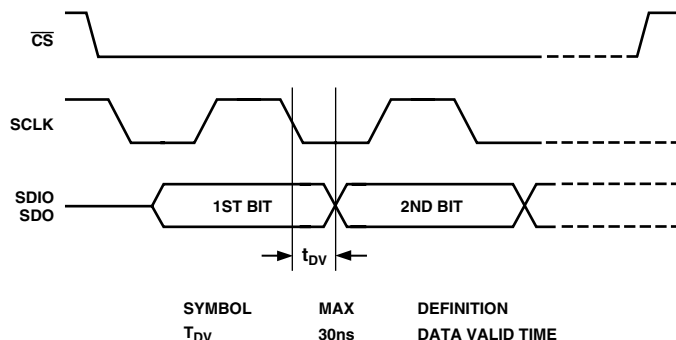 CS
SCLK
SDIO
SDO
1ST BIT
2ND BIT
tDV
SYMBOL MAX DEFINITION
TDV 30ns DATA VALID TIME